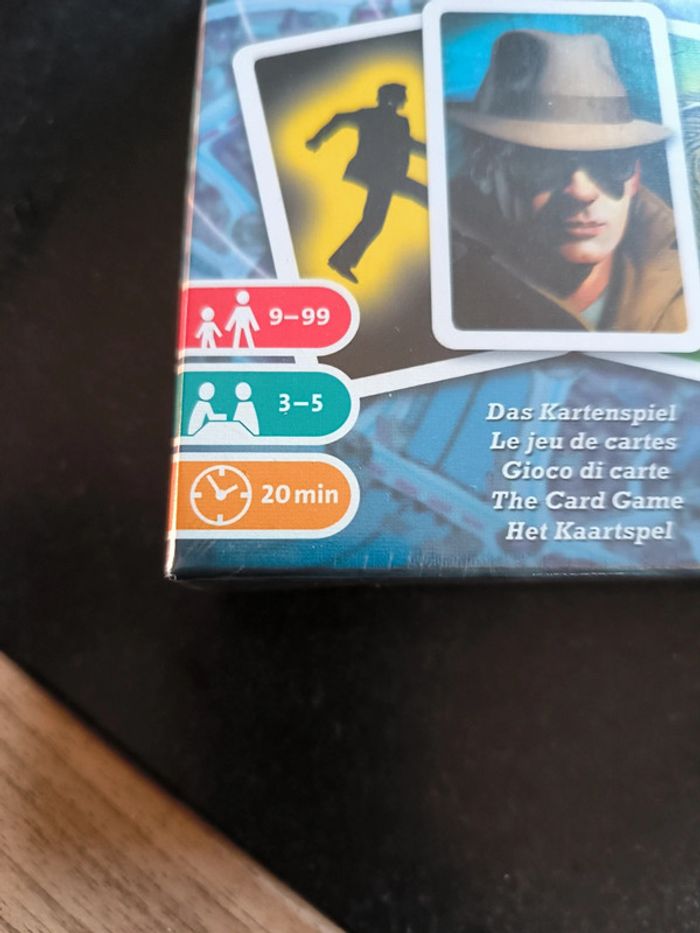 9–99
3–5
20 min
Das Kartenspiel
Le jeu de cartes
Gioco di carte
The Card Game
Het Kaartspel